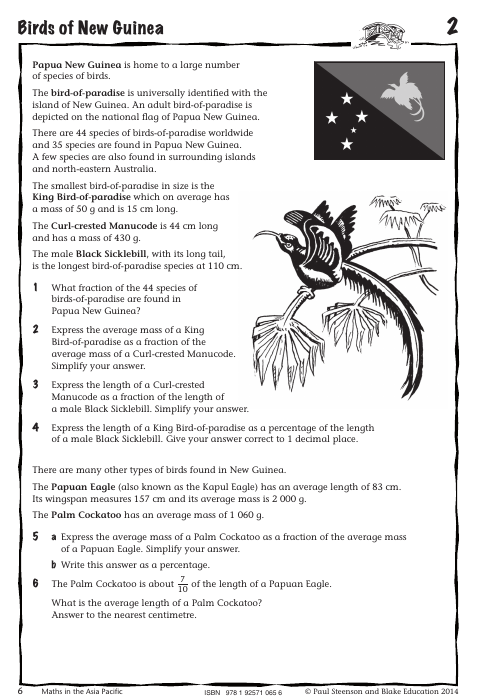 Birds of New Guinea
2
Papua New Guinea is home to a large number
of species of birds.
The bird-of-paradise is universally identified with the
island of New Guinea. An adult bird-of-paradise is
depicted on the national flag of Papua New Guinea.
There are 44 species of birds-of-paradise worldwide
and 35 species are found in Papua New Guinea.
A few species are also found in surrounding islands
and north-eastern Australia.
The smallest bird-of-paradise in size is the
King Bird-of-paradise which on average has
a mass of 50 g and is 15 cm long.
The Curl-crested Manucode is 44 cm long
and has a mass of 430 g.
The male Black Sicklebill, with its long tail,
is the longest bird-of-paradise species at 110 cm.
1 What fraction of the 44 species of
birds-of-paradise are found in
Papua New Guinea?
2 Express the average mass of a King
Bird-of-paradise as a fraction of the
average mass of a Curl-crested Manucode.
Simplify your answer.
3 Express the length of a Curl-crested
Manucode as a fraction of the length of
a male Black Sicklebill. Simplify your answer.
4 Express the length of a King Bird-of-paradise as a percentage of the length
of a male Black Sicklebill. Give your answer correct to 1 decimal place.
There are many other types of birds found in New Guinea.
The Papuan Eagle (also known as the Kapul Eagle) has an average length of 83 cm.
Its wingspan measures 157 cm and its average mass is 2 000 g.
The Palm Cockatoo has an average mass of 1 060 g.
5 a Express the average mass of a Palm Cockatoo as a fraction of the average mass
of a Papuan Eagle. Simplify your answer.
b Write this answer as a percentage.
6 The Palm Cockatoo is about 7/10 of the length of a Papuan Eagle.
What is the average length of a Palm Cockatoo?
Answer to the nearest centimetre.
6 Maths in the Asia Pacific ISBN 978 1 92571 065 6 © Paul Steenson and Blake Education 2014